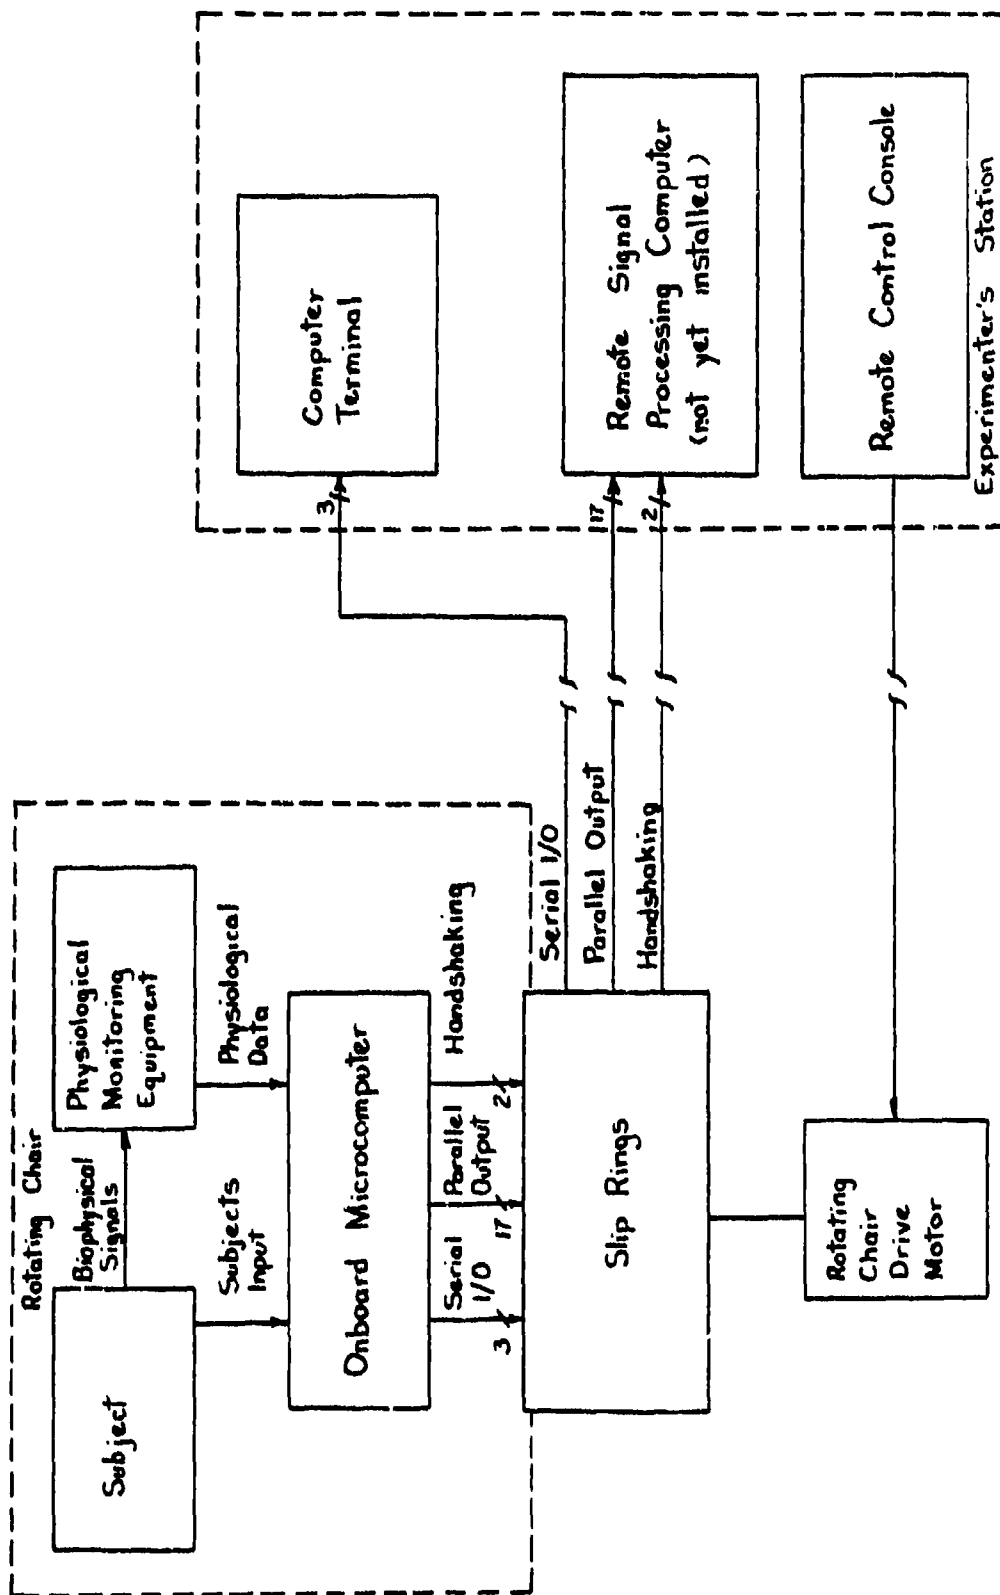 Rotating Chair
Subject
Biophysical
Signals
Physiological
Monitoring
Equipment
Subjects
Input
Physiological
Data
Onboard Microcomputer
Serial
I/O
3
Parallel
Output
17
Handshaking
2
Slip Rings
Serial I/O
Parallel Output
Handshaking
Rotating
Chair
Drive
Motor
3
Computer
Terminal
17
2
Remote Signal
Processing Computer
(not yet installed)
Remote Control Console
Experimenter's Station